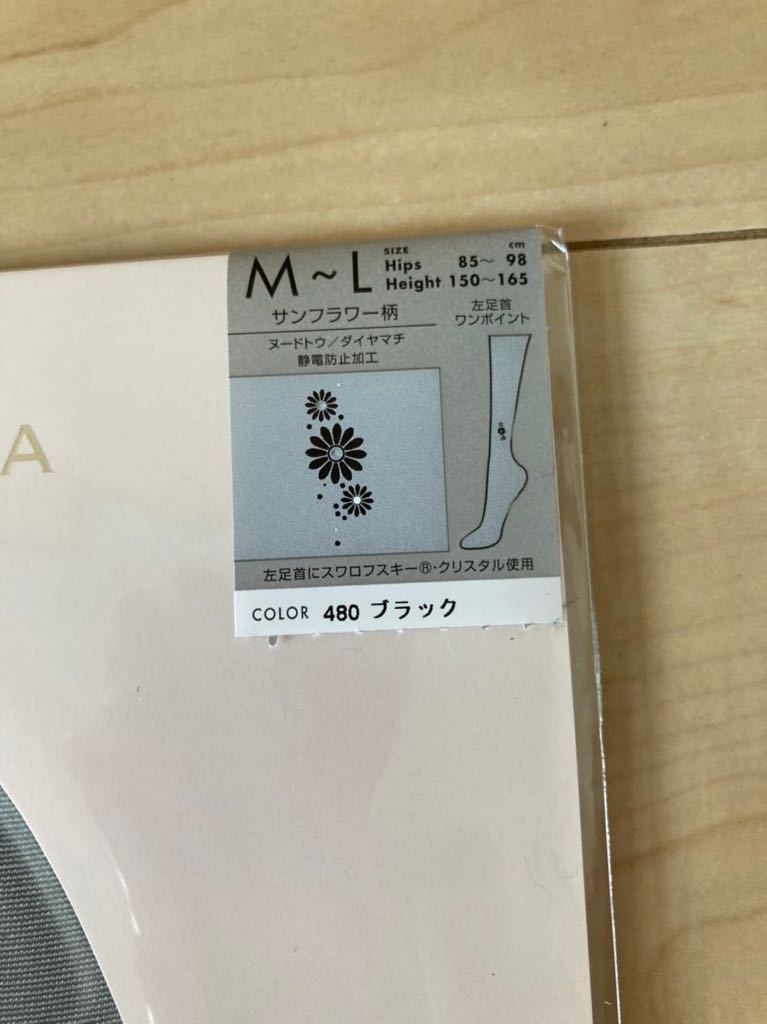 M~L
SIZE cm
Hips 85~ 98
Height 150~165
サンフラワー柄
ヌードトウ/ダイヤマチ
静電防止加工
左足首
ワンポイント
A
左足首にスワロフスキー®・クリスタル使用
COLOR 480 ブラック